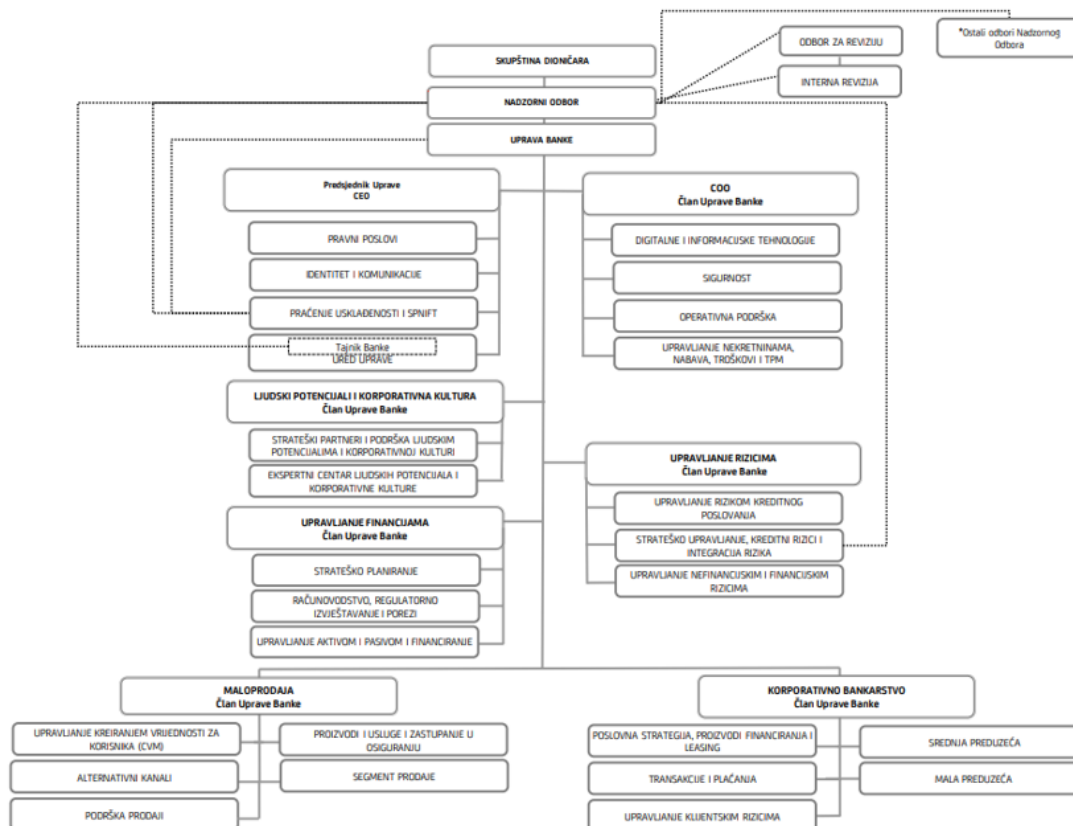 *Ostali odbori Nadzornog
Odbora
ODBOR ZA REVIZIJU
INTERNA REVIZIJA
SKUPŠTINA DIONIČARA
NADZORNI ODBOR
UPRAVA BANKE
Predsjednik Uprave
CEO
PRAVNI POSLOVI
IDENTITET I KOMUNIKACIJE
PRAĆENJE USKLAĐENOSTI I SPNIFT
Tajnik Banke
URED UPRAVE
COO
Član Uprave Banke
DIGITALNE I INFORMACIJSKE TEHNOLOGIJE
SIGURNOST
OPERATIVNA PODRŠKA
UPRAVLJANJE NEKRETNINAMA,
NABAVA, TROŠKOVI I TPM
LJUDSKI POTENCIJALI I KORPORATIVNA KULTURA
Član Uprave Banke
STRATEŠKI PARTNERI I PODRŠKA LJUDSKIM
POTENCIJALIMA I KORPORATIVNOJ KULTURI
EKSPERTNI CENTAR LJUDSKIH POTENCIJALA I
KORPORATIVNE KULTURE
UPRAVLJANJE RIZICIMA
Član Uprave Banke
UPRAVLJANJE RIZIKOM KREDITNOG
POSLOVANJA
STRATEŠKO UPRAVLJANJE, KREDITNI RIZICI I
INTEGRACIJA RIZIKA
UPRAVLJANJE NEFINANCIJSKIM I FINANCIJSKIM
RIZICIMA
UPRAVLJANJE FINANCIJAMA
Član Uprave Banke
STRATEŠKO PLANIRANJE
RAČUNOVODSTVO, REGULATORNO
IZVJEŠTAVANJE I POREZI
UPRAVLJANJE AKTIVOM I PASIVOM I FINANCIRANJE
MALOPRODAJA
Član Uprave Banke
UPRAVLJANJE KREIRANJEM VRIJEDNOSTI ZA
KORISNIKA (CVM)
ALTERNATIVNI KANALI
PODRŠKA PRODAJI
PROIZVODI I USLUGE I ZASTUPANJE U
OSIGURANJU
SEGMENT PRODAJE
KORPORATIVNO BANKARSTVO
Član Uprave Banke
POSLOVNA STRATEGIJA, PROIZVODI FINANCIRANJA I
LEASING
TRANSAKCIJE I PLAĆANJA
UPRAVLJANJE KLIJENTSKIM RIZICIMA
SREDNJA PREDUZEĆA
MALA PREDUZEĆA